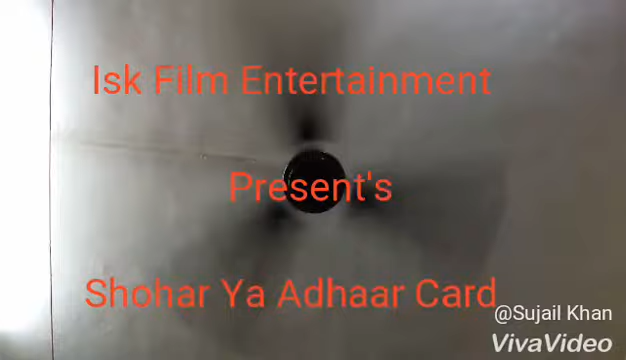 Isk Film Entertainment
Present's
Shohar Ya Adhaar Card
@Sujail Khan
VivaVideo